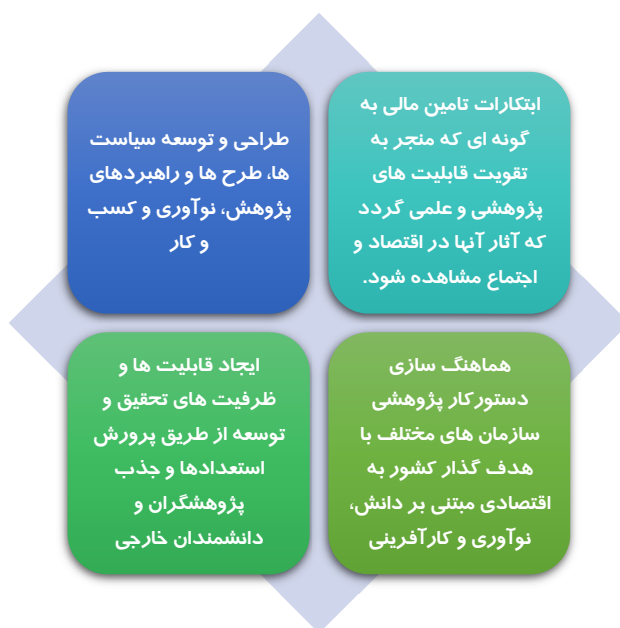 ابتکارات تامین مالی به
گونه ای که منجر به
تقویت قابلیت های
پژوهشی و علمی گردد
که آثار آنها در اقتصاد و
اجتماع مشاهده شود.
طراحی و توسعه سیاست
ها، طرح ها و راهبردهای
پژوهش، نوآوری و کسب
و کار
هماهنگ سازی
دستورکار پژوهشی
سازمان های مختلف با
هدف گذار کشور به
اقتصادی مبتنی بر دانش،
نوآوری و کارآفرینی
ایجاد قابلیت ها و
ظرفیت های تحقیق و
توسعه از طریق پرورش
استعدادها و جذب
پژوهشگران و
دانشمندان خارجی